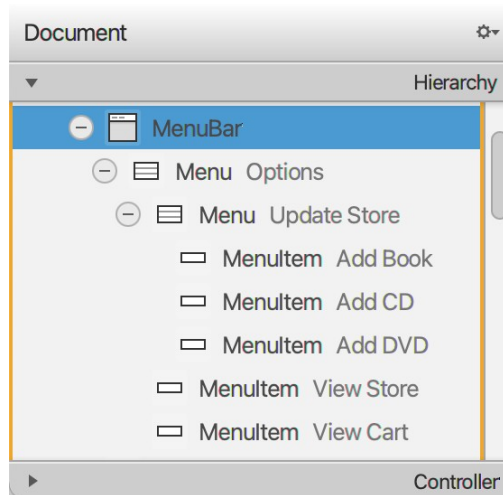 Document
Hierarchy
MenuBar
Menu Options
Menu Update Store
MenuItem Add Book
MenuItem Add CD
MenuItem Add DVD
MenuItem View Store
MenuItem View Cart
Controller